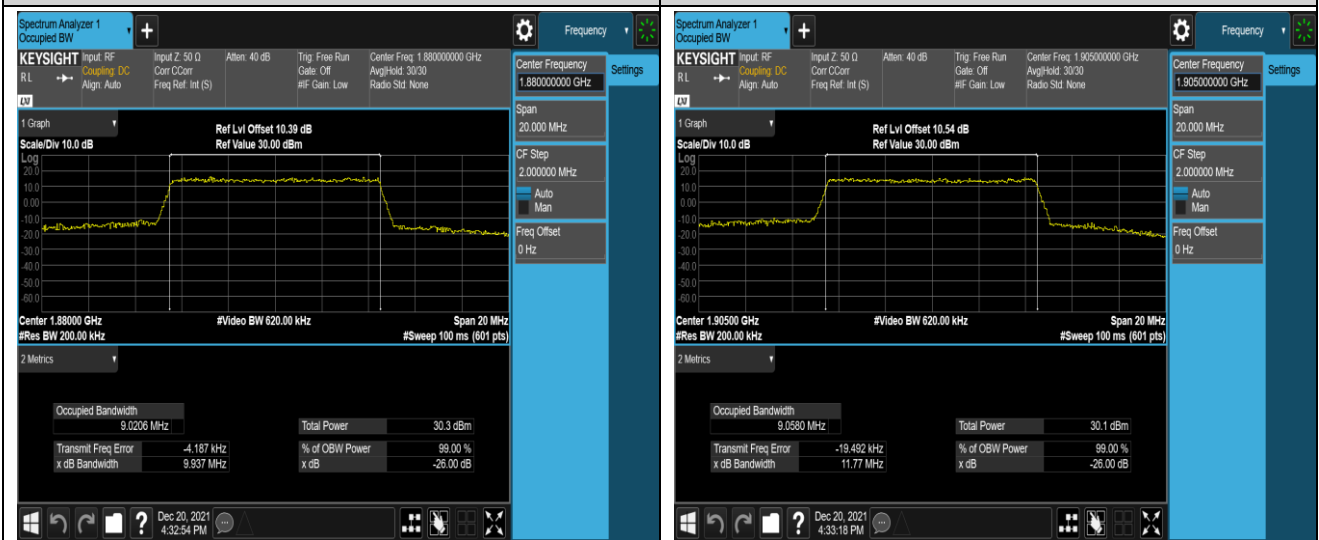 Spectrum Analyzer 1
Occupied BW
+
Frequency
KEYSIGHT
RL
LXI
Input: RF
Coupling: DC
Align: Auto
Input Z: 50 Ω
Corr CCorr
Freq Ref: Int (S)
Atten: 40 dB
Trig: Free Run
Gate: Off
#IF Gain: Low
Center Freq: 1.880000000 GHz
Avg|Hold: 30/30
Radio Std: None
Center Frequency
1.880000000 GHz
Settings
Span
20.000 MHz
CF Step
2.000000 MHz
Auto
Man
Freq Offset
0 Hz
1 Graph
Ref Lvl Offset 10.39 dB
Scale/Div 10.0 dB
Ref Value 30.00 dBm
Log
20.0
10.0
0.00
-10.0
-20.0
-30.0
-40.0
-50.0
-60.0
Center 1.88000 GHz
#Video BW 620.00 kHz
Span 20 MHz
#Res BW 200.00 kHz
#Sweep 100 ms (601 pts)
2 Metrics
Occupied Bandwidth
9.0206 MHz
Total Power 30.3 dBm
Transmit Freq Error -4.187 kHz
% of OBW Power 99.00 %
x dB Bandwidth 9.937 MHz
x dB -26.00 dB
?
Dec 20, 2021
4:32:54 PM
Spectrum Analyzer 1
Occupied BW
+
Frequency
KEYSIGHT
RL
LXI
Input: RF
Coupling: DC
Align: Auto
Input Z: 50 Ω
Corr CCorr
Freq Ref: Int (S)
Atten: 40 dB
Trig: Free Run
Gate: Off
#IF Gain: Low
Center Freq: 1.905000000 GHz
Avg|Hold: 30/30
Radio Std: None
Center Frequency
1.905000000 GHz
Settings
Span
20.000 MHz
CF Step
2.000000 MHz
Auto
Man
Freq Offset
0 Hz
1 Graph
Ref Lvl Offset 10.54 dB
Scale/Div 10.0 dB
Ref Value 30.00 dBm
Log
20.0
10.0
0.00
-10.0
-20.0
-30.0
-40.0
-50.0
-60.0
Center 1.90500 GHz
#Video BW 620.00 kHz
Span 20 MHz
#Res BW 200.00 kHz
#Sweep 100 ms (601 pts)
2 Metrics
Occupied Bandwidth
9.0580 MHz
Total Power 30.1 dBm
Transmit Freq Error -19.492 kHz
% of OBW Power 99.00 %
x dB Bandwidth 11.77 MHz
x dB -26.00 dB
?
Dec 20, 2021
4:33:18 PM